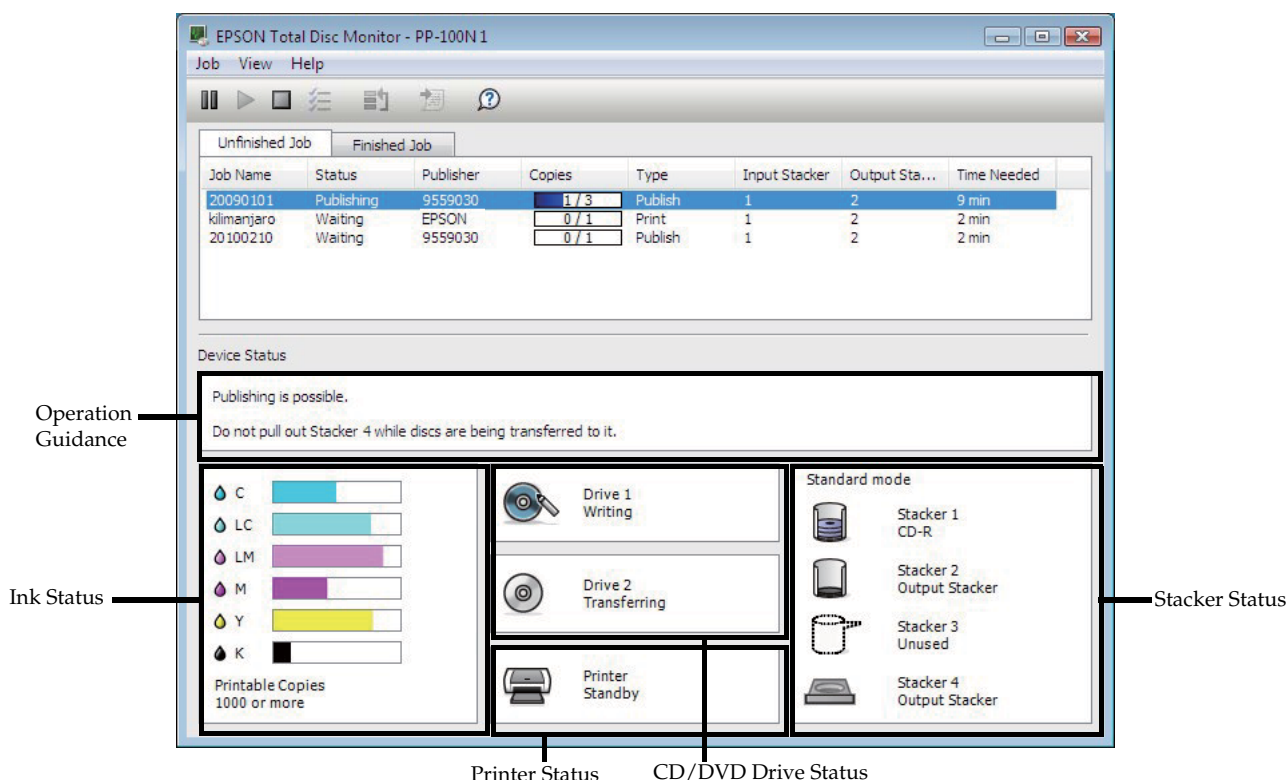 EPSON Total Disc Monitor - PP-100N 1
Job View Help
Unfinished Job Finished Job
Job Name Status Publisher Copies Type Input Stacker Output Sta... Time Needed
20090101 Publishing 9559030 1 / 3 Publish 1 2 9 min
kilimanjaro Waiting EPSON 0 / 1 Print 1 2 2 min
20100210 Waiting 9559030 0 / 1 Publish 1 2 2 min
Device Status
Publishing is possible.
Do not pull out Stacker 4 while discs are being transferred to it.
Operation
Guidance
C
LC
LM
M
Y
K
Printable Copies
1000 or more
Ink Status
Drive 1
Writing
Drive 2
Transferring
Printer
Standby
Standard mode
Stacker 1
CD-R
Stacker 2
Output Stacker
Stacker 3
Unused
Stacker 4
Output Stacker
Stacker Status
Printer Status
CD/DVD Drive Status